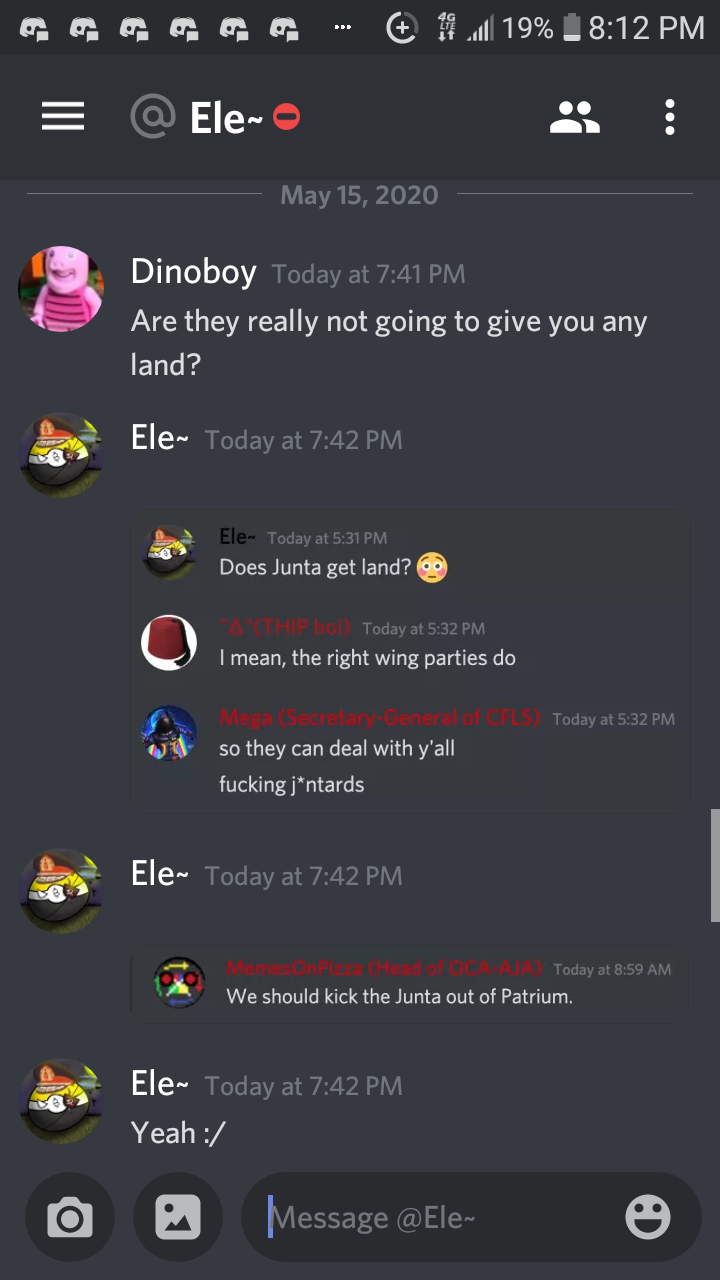 4G LTE 19% 8:12 PM
@ Ele~
May 15, 2020
Dinoboy Today at 7:41 PM
Are they really not going to give you any
land?
Ele~ Today at 7:42 PM
Ele~ Today at 5:31 PM
Does Junta get land? 😳
"Δ"(THIP boi) Today at 5:32 PM
I mean, the right wing parties do
Mega (Secretary-General of CFLS) Today at 5:32 PM
so they can deal with y'all
fucking j*ntards
Ele~ Today at 7:42 PM
MemesOnPizza (Head of OCA-AJA) Today at 8:59 AM
We should kick the Junta out of Patrium.
Ele~ Today at 7:42 PM
Yeah :/
Message @Ele~